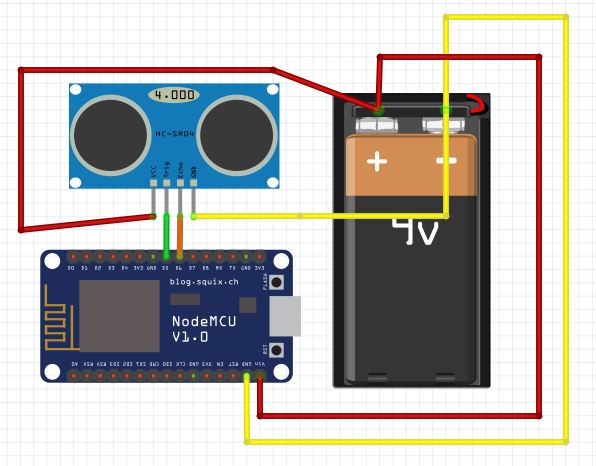 4.000
HC-SR04
VCC Trig Echo GND
+ -
9V
D0 D1 D2 D3 D4 3V3 GND D5 D6 D7 D8 RX TX GND 3V3
blog.squix.ch
FLASH
NodeMCU
V1.0
RST
A0 RSV RSV SD3 SD2 SD1 CMD SD0 CLK GND 3V3 EN RST GND Vin